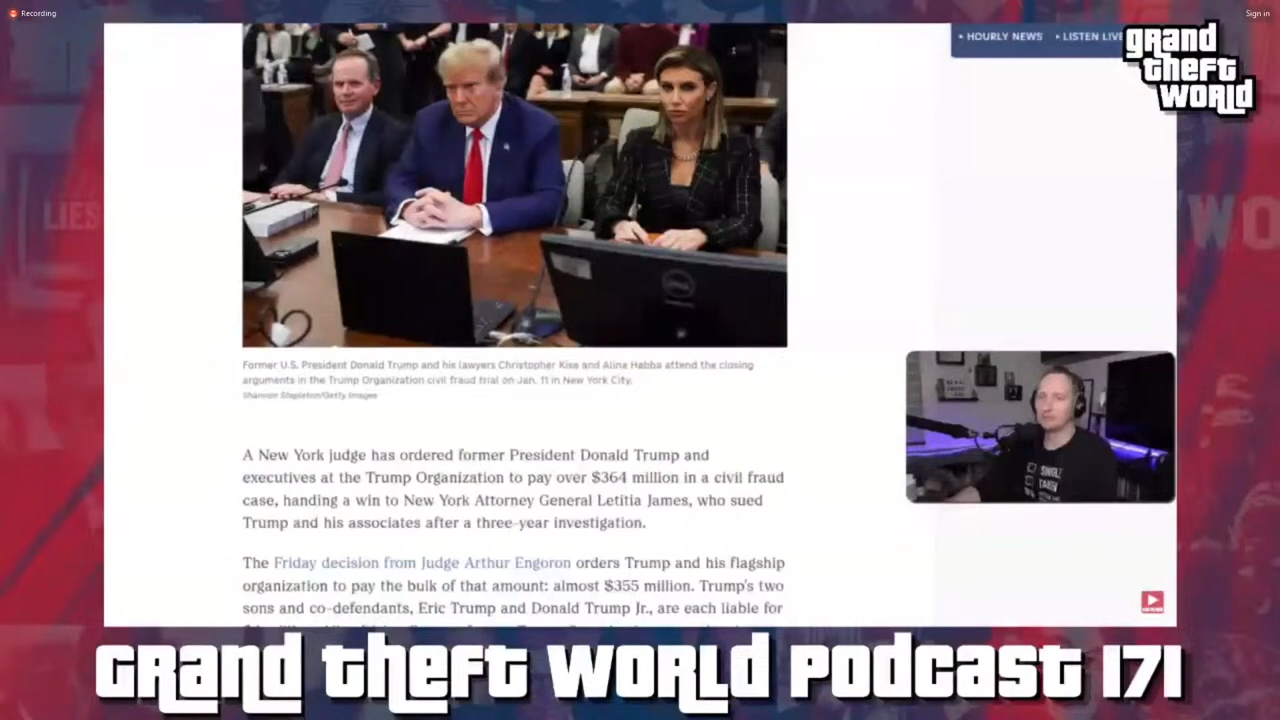 Recording
Sign in
HOURLY NEWS
LISTEN LIVE
grand
theft
world
LIES
WO
Former U.S. President Donald Trump and his lawyers Christopher Kise and Alina Habba attend the closing
arguments in the Trump Organization civil fraud trial on Jan. 11 in New York City.
Shannon Stapleton/Getty Images
A New York judge has ordered former President Donald Trump and
executives at the Trump Organization to pay over $364 million in a civil fraud
case, handing a win to New York Attorney General Letitia James, who sued
Trump and his associates after a three-year investigation.
The Friday decision from Judge Arthur Engoron orders Trump and his flagship
organization to pay the bulk of that amount: almost $355 million. Trump's two
sons and co-defendants, Eric Trump and Donald Trump Jr., are each liable for
SINGLE
TAKEN
GRAND THEFT WORLD PODCAST 171